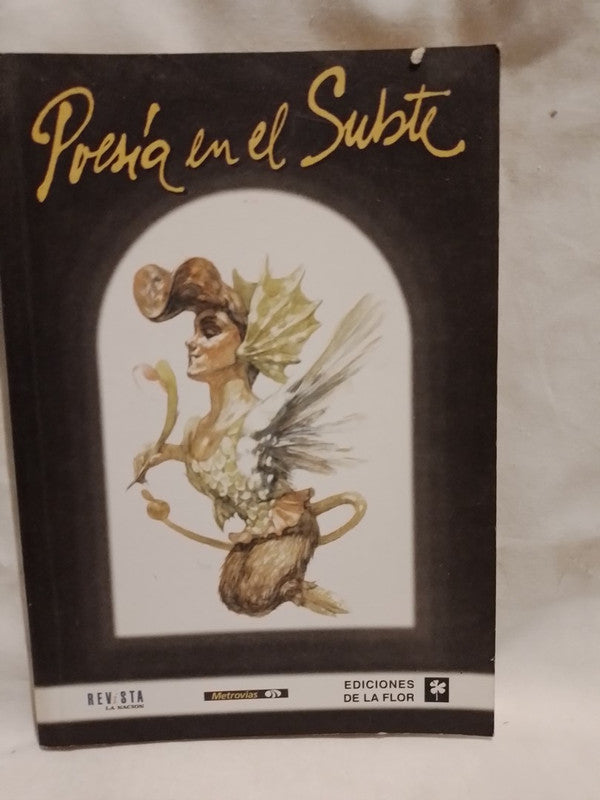 Poesía en el Subte
REVISTA
LA NACION
Metrovías
EDICIONES
DE LA FLOR